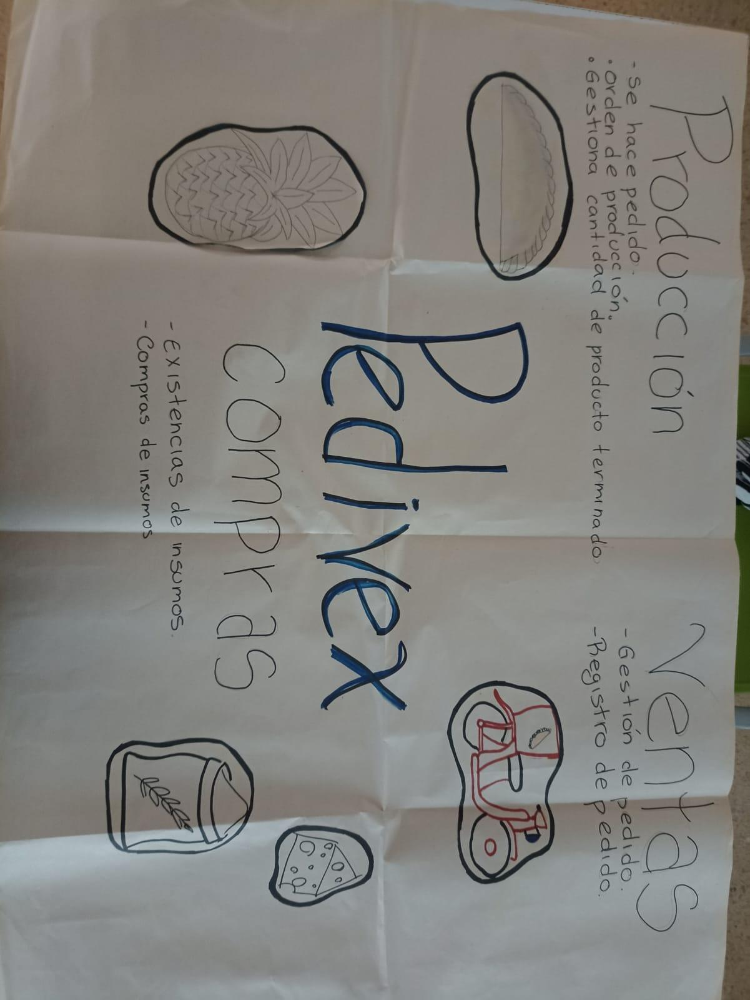 Producción
- Se hace pedido.
• Orden de producción.
• Gestiona cantidad de producto terminado.
Ventas
- Gestión de pedido.
- Registro de pedido.
Pedivex
Compras
- Existencias de insumos.
- Compras de insumos